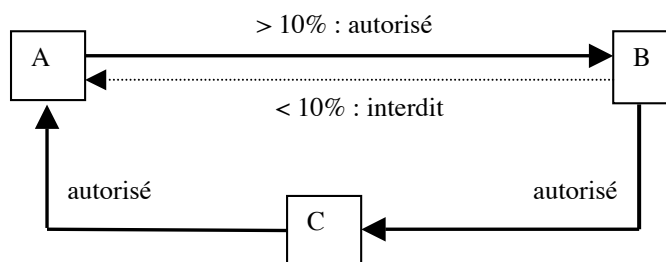 > 10% : autorisé
A
B
< 10% : interdit
autorisé
autorisé
C